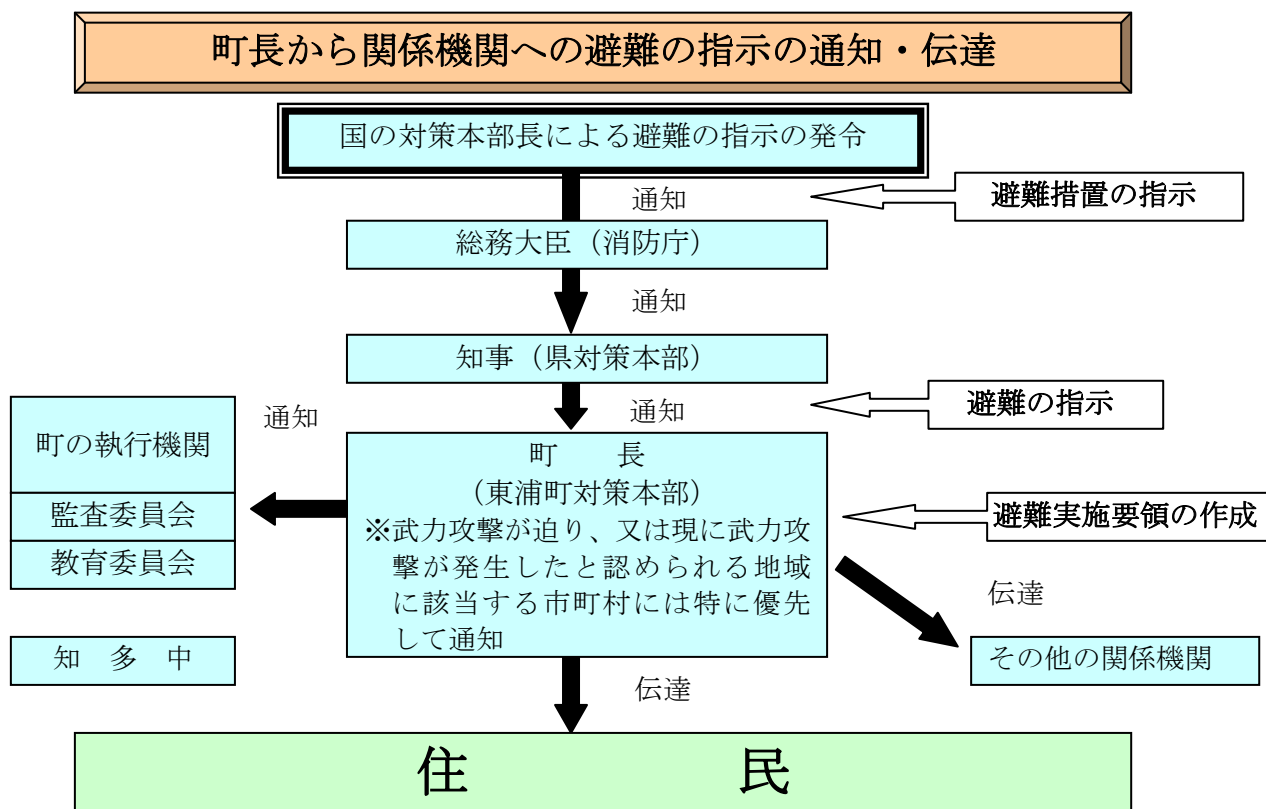 町長から関係機関への避難の指示の通知・伝達
国の対策本部長による避難の指示の発令
通知
避難措置の指示
総務大臣（消防庁）
通知
知事（県対策本部）
通知
避難の指示
通知
町の執行機関
監査委員会
教育委員会
知　多　中
町　　長
（東浦町対策本部）
※武力攻撃が迫り、又は現に武力攻
撃が発生したと認められる地域
に該当する市町村には特に優先
して通知
避難実施要領の作成
伝達
その他の関係機関
伝達
住　　　　　民